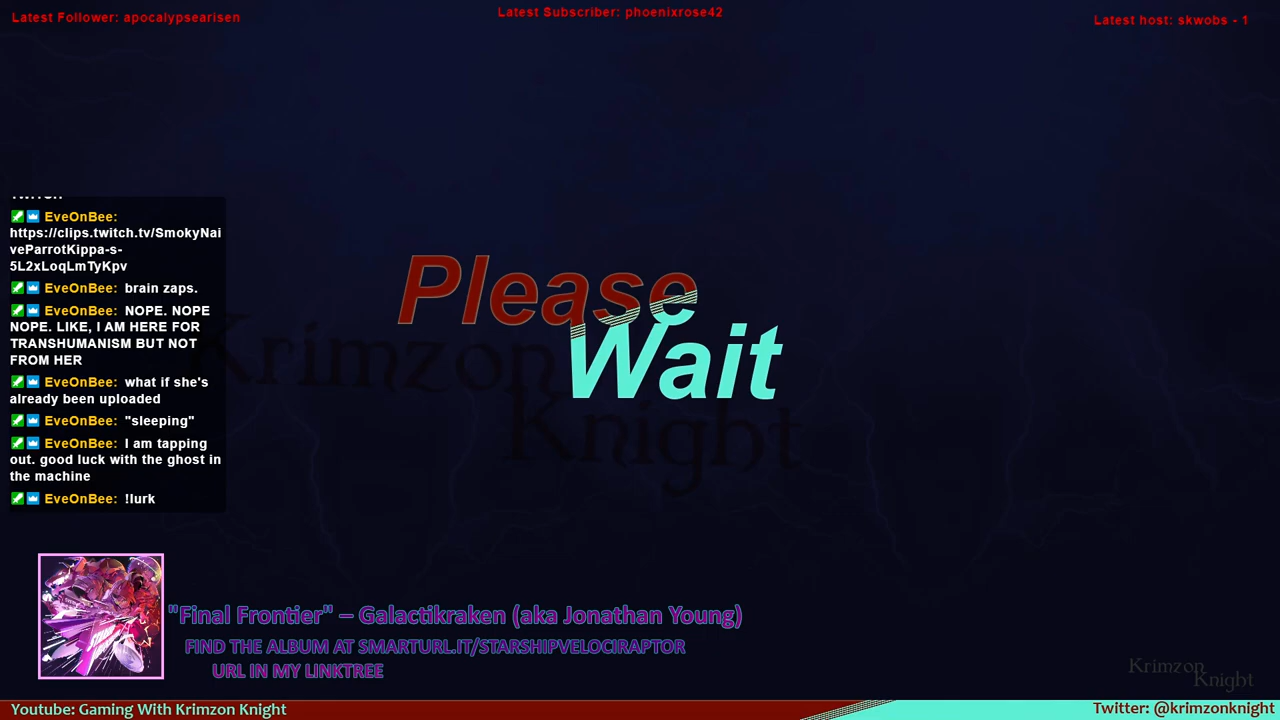 Latest Follower: apocalypsearisen
Latest Subscriber: phoenixrose42
Latest host: skwobs - 1
EveOnBee:
https://clips.twitch.tv/SmokyNai
veParrotKippa-s-
5L2xLoqLmTyKpv
EveOnBee: brain zaps.
EveOnBee: NOPE. NOPE
NOPE. LIKE, I AM HERE FOR
TRANSHUMANISM BUT NOT
FROM HER
EveOnBee: what if she's
already been uploaded
EveOnBee: "sleeping"
EveOnBee: I am tapping
out. good luck with the ghost in
the machine
EveOnBee: !lurk
Please
Wait
Krimzon
Knight
"Final Frontier" – Galactikraken (aka Jonathan Young)
FIND THE ALBUM AT SMARTURL.IT/STARSHIPVELOCIRAPTOR
URL IN MY LINKTREE
Krimzon
Knight
Youtube: Gaming With Krimzon Knight
Twitter: @krimzonknight